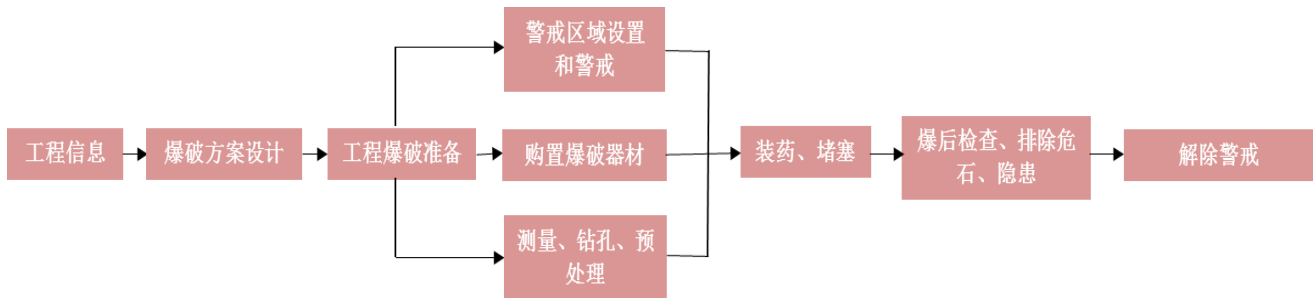 工程信息
爆破方案设计
工程爆破准备
警戒区域设置
和警戒
购置爆破器材
测量、钻孔、预
处理
装药、堵塞
爆后检查、排除危
石、隐患
解除警戒